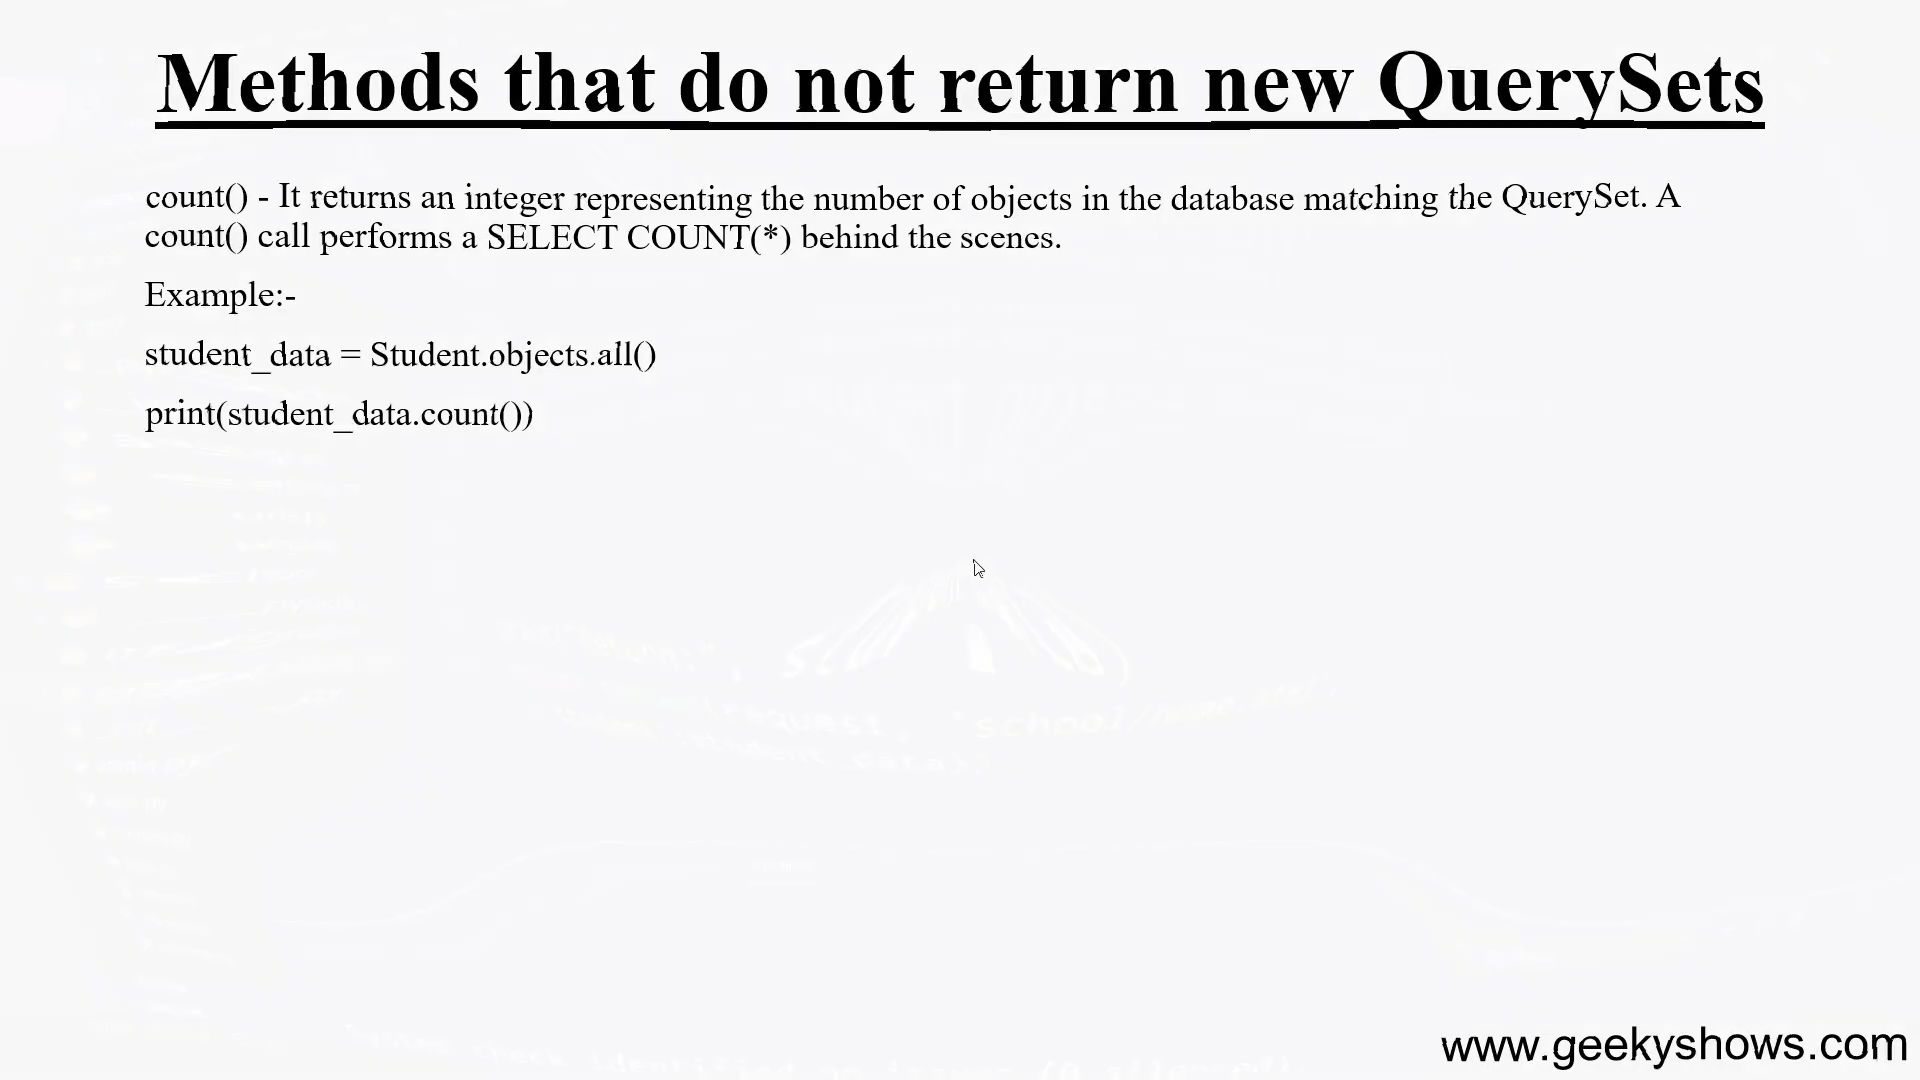 Methods that do not return new QuerySets
count() - It returns an integer representing the number of objects in the database matching the QuerySet. A
count() call performs a SELECT COUNT(*) behind the scenes.
Example:-
student_data = Student.objects.all()
print(student_data.count())
www.geekyshows.com